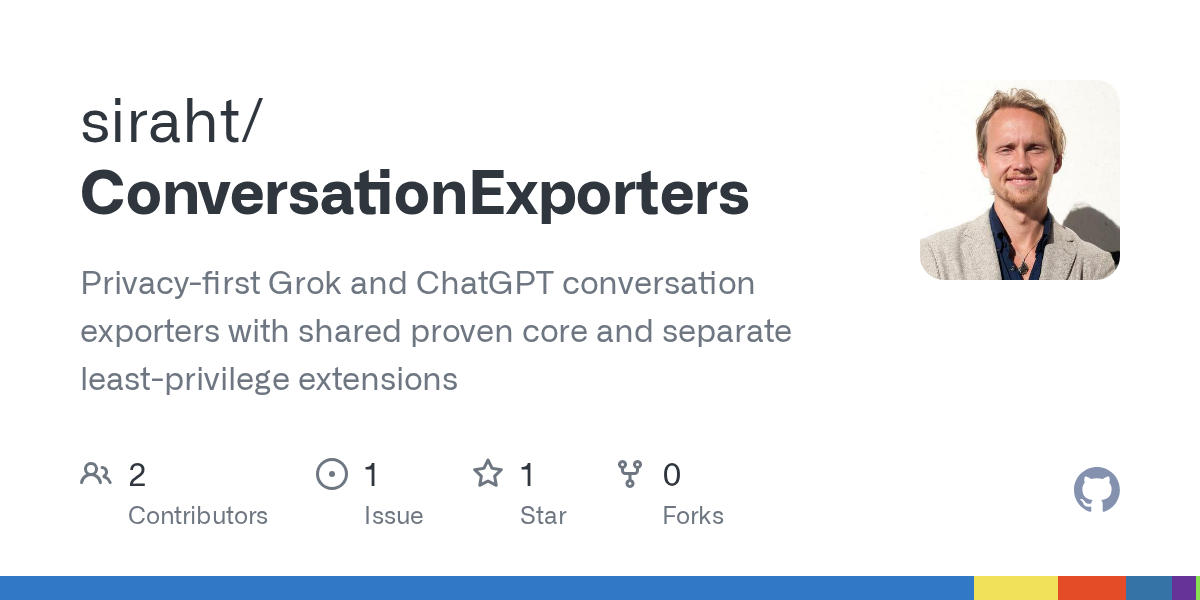 siraht/
ConversationExporters
Privacy-first Grok and ChatGPT conversation
exporters with shared proven core and separate
least-privilege extensions
2
Contributors
1
Issue
1
Star
0
Forks